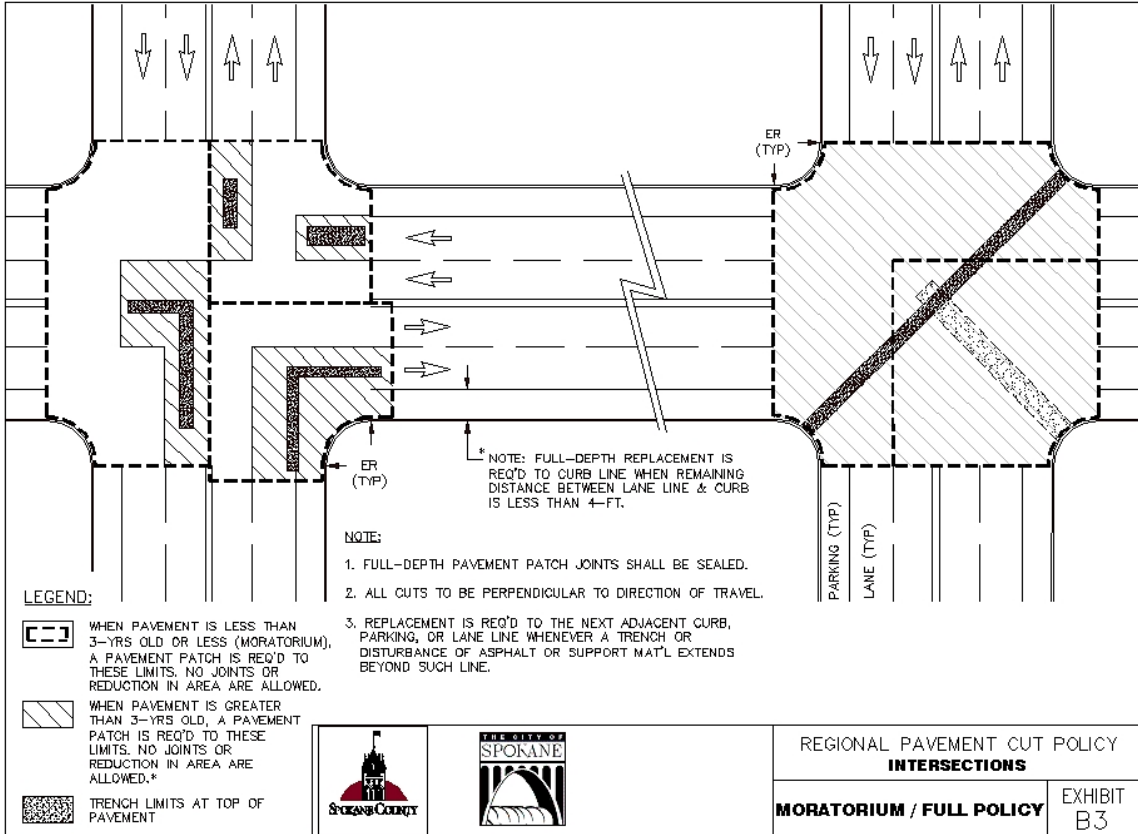 ER
(TYP)
ER
(TYP)
* NOTE: FULL-DEPTH REPLACEMENT IS
REQ'D TO CURB LINE WHEN REMAINING
DISTANCE BETWEEN LANE LINE & CURB
IS LESS THAN 4-FT.
PARKING (TYP)
LANE (TYP)
NOTE:
1. FULL-DEPTH PAVEMENT PATCH JOINTS SHALL BE SEALED.
2. ALL CUTS TO BE PERPENDICULAR TO DIRECTION OF TRAVEL.
3. REPLACEMENT IS REQ'D TO THE NEXT ADJACENT CURB,
PARKING, OR LANE LINE WHENEVER A TRENCH OR
DISTURBANCE OF ASPHALT OR SUPPORT MAT'L EXTENDS
BEYOND SUCH LINE.
LEGEND:
WHEN PAVEMENT IS LESS THAN
3-YRS OLD OR LESS (MORATORIUM),
A PAVEMENT PATCH IS REQ'D TO
THESE LIMITS. NO JOINTS OR
REDUCTION IN AREA ARE ALLOWED.
WHEN PAVEMENT IS GREATER
THAN 3-YRS OLD, A PAVEMENT
PATCH IS REQ'D TO THESE
LIMITS. NO JOINTS OR
REDUCTION IN AREA ARE
ALLOWED.*
TRENCH LIMITS AT TOP OF
PAVEMENT
SPOKANE COUNTY
THE CITY OF
SPOKANE
REGIONAL PAVEMENT CUT POLICY
INTERSECTIONS
MORATORIUM / FULL POLICY
EXHIBIT
B3